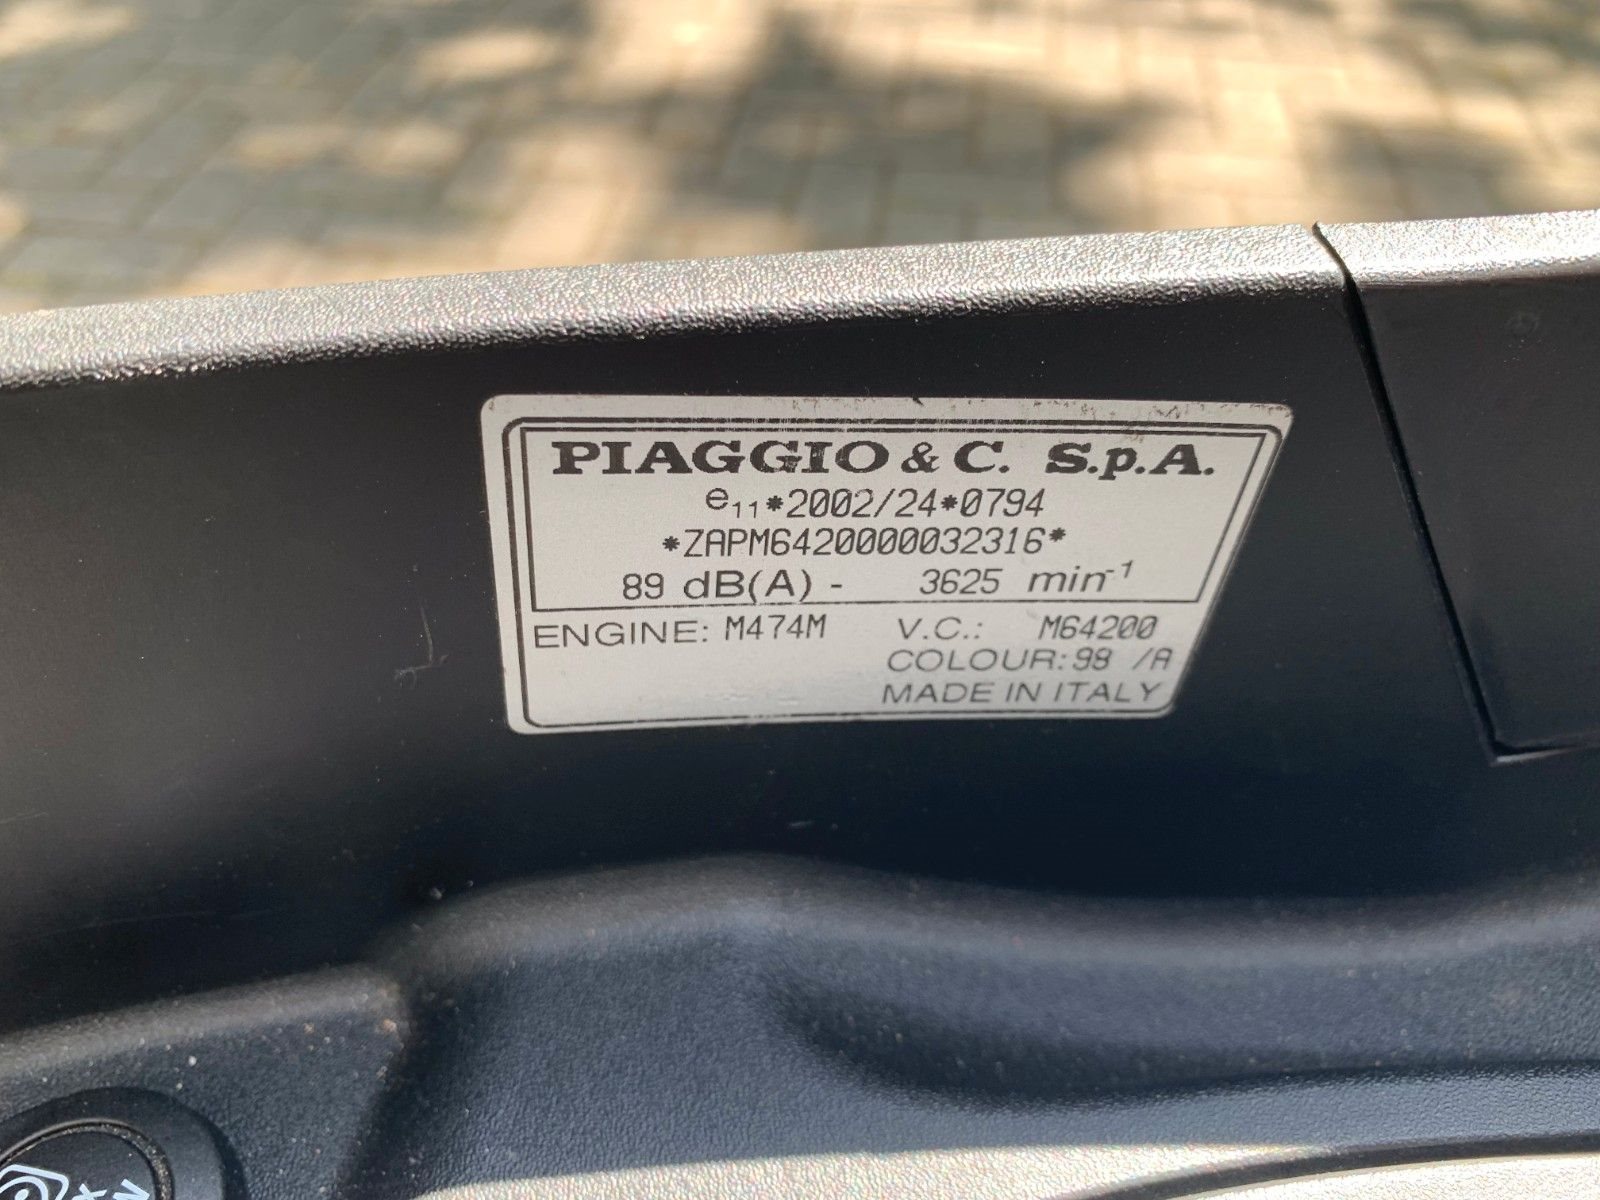 PIAGGIO & C. S.p.A.
e11*2002/24*0794
*ZAPM6420000032316*
89 dB(A) - 3625 min-1
ENGINE: M474M V.C.: M64200
COLOUR: 98 /A
MADE IN ITALY